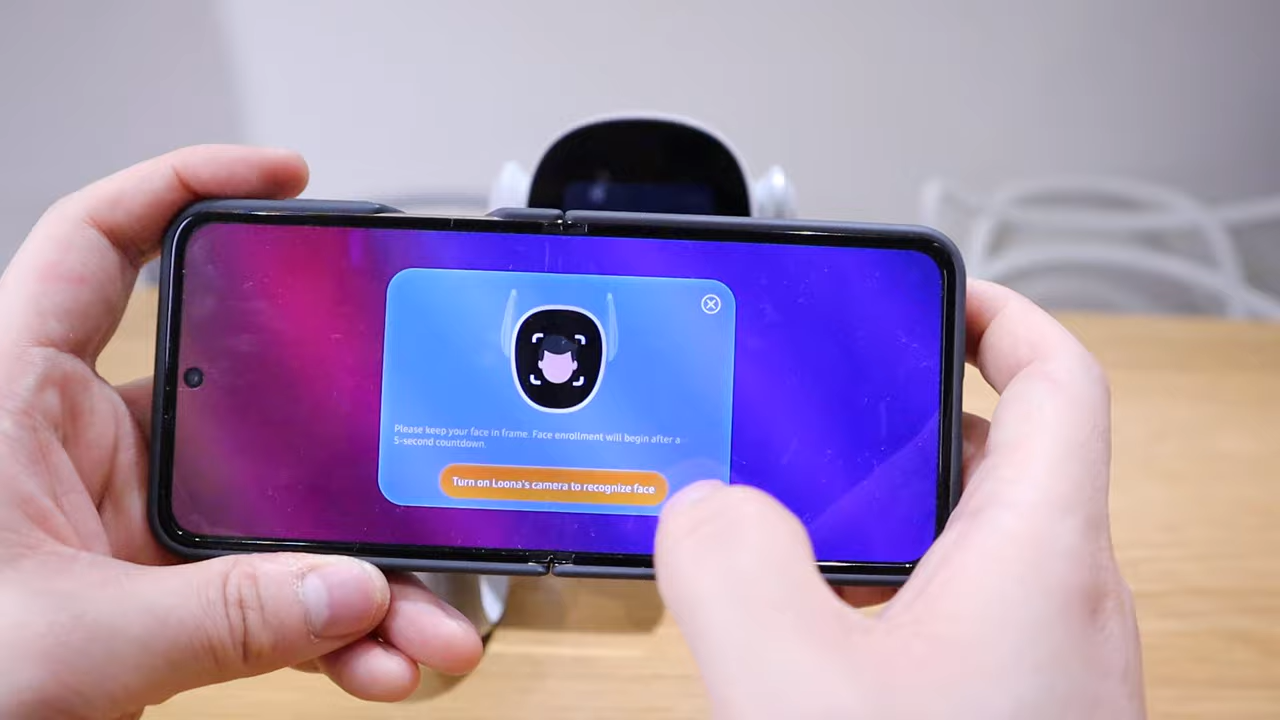 Please keep your face in frame. Face enrollment will begin after a
5-second countdown.
Turn on Loona's camera to recognize face